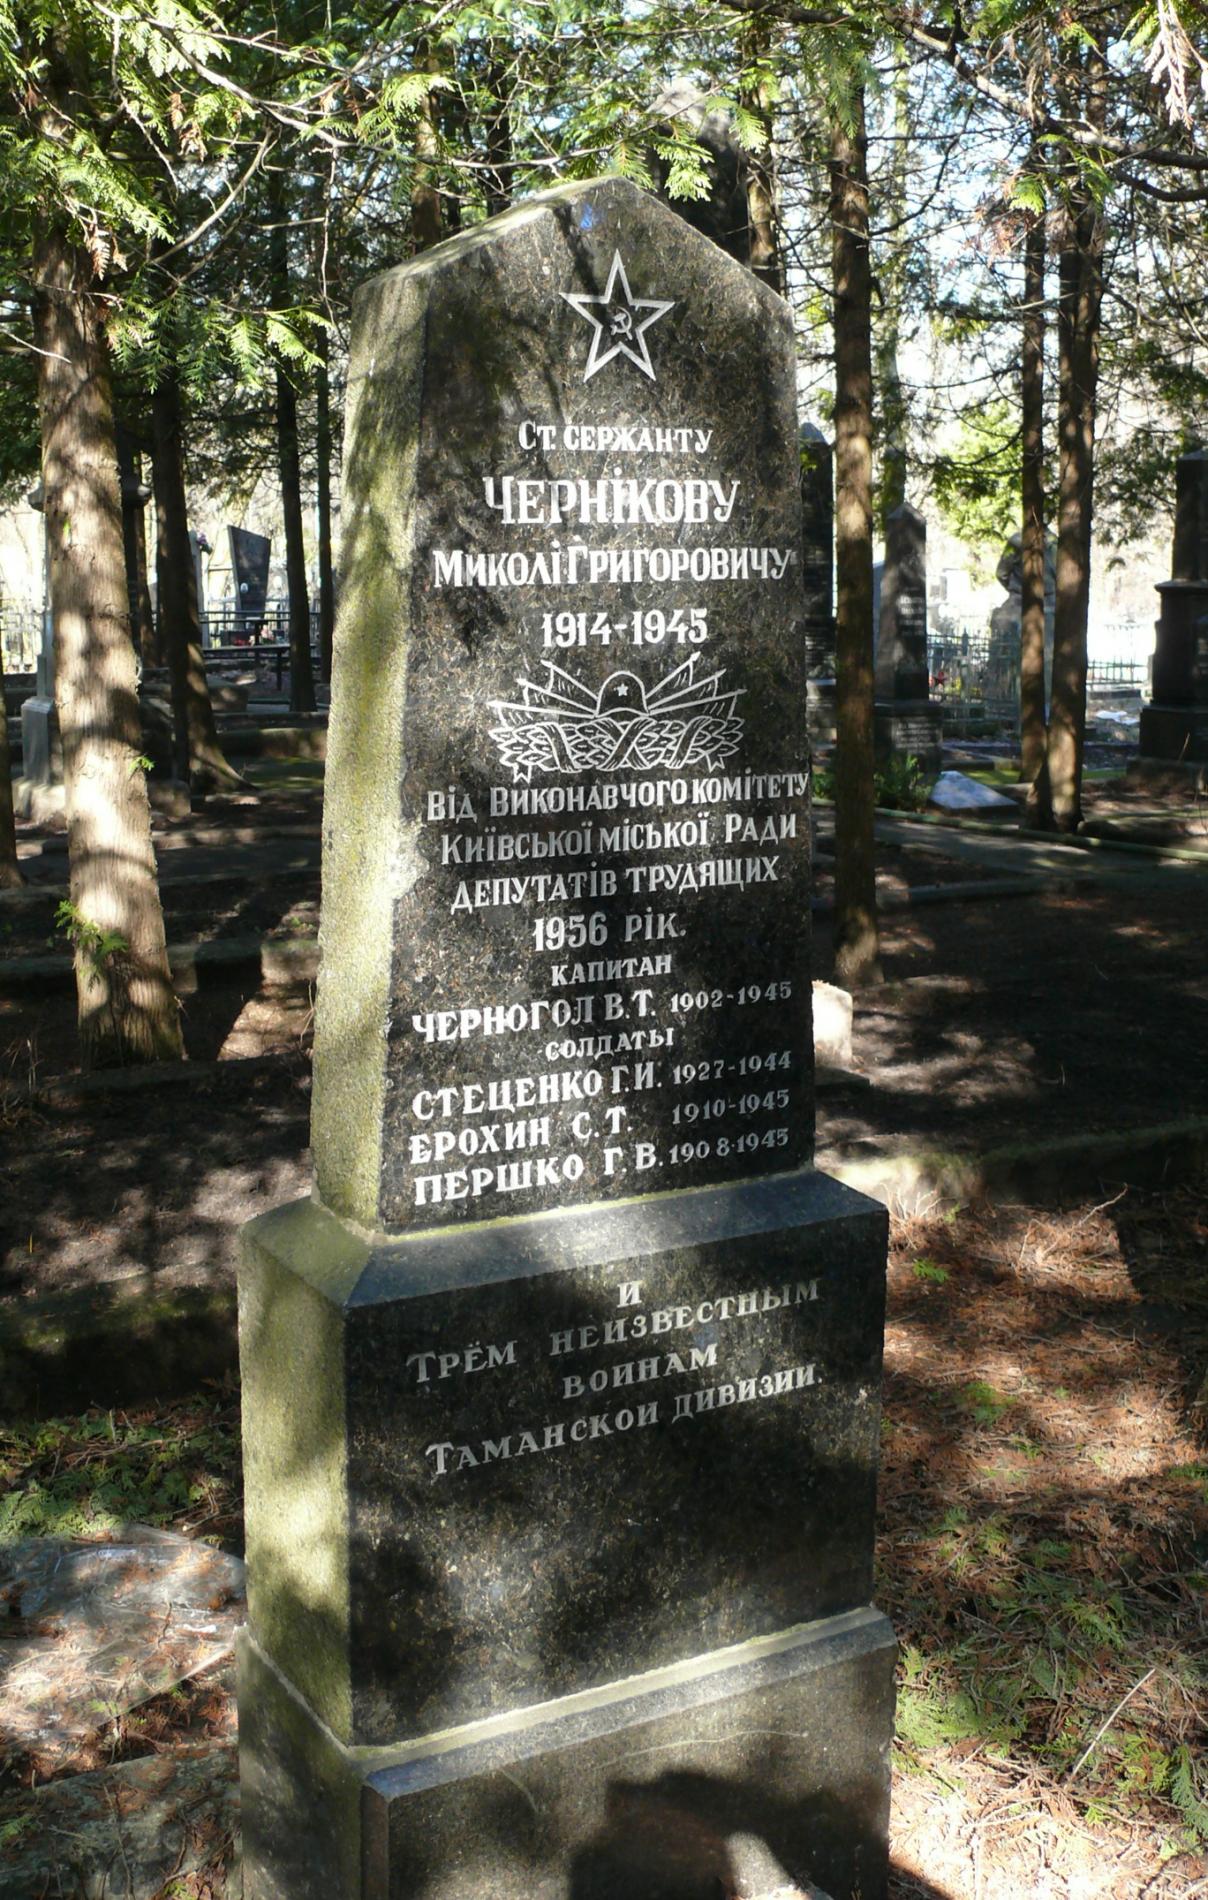 Ст. сержанту
Чернікову
Миколі Григоровичу
1914-1945
Від Виконавчого комітету
Київської міської Ради
депутатів трудящих
1956 рік.
капитан
Черногол В.Т. 1902-1945
солдаты
Стеценко Г.И. 1927-1944
Ерохин С.Т. 1910-1945
Першко Г.В. 1908-1945
и
Трём неизвестным
воинам
Таманской дивизии.